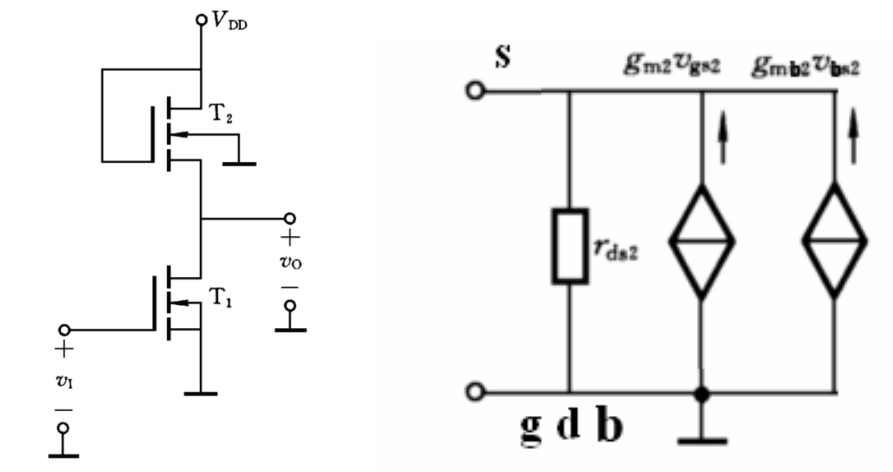 V_DD
T₂
+
v_O
−
T₁
+
v_I
−
s
g_m2 v_gs2
g_mb2 v_bs2
r_ds2
g d b